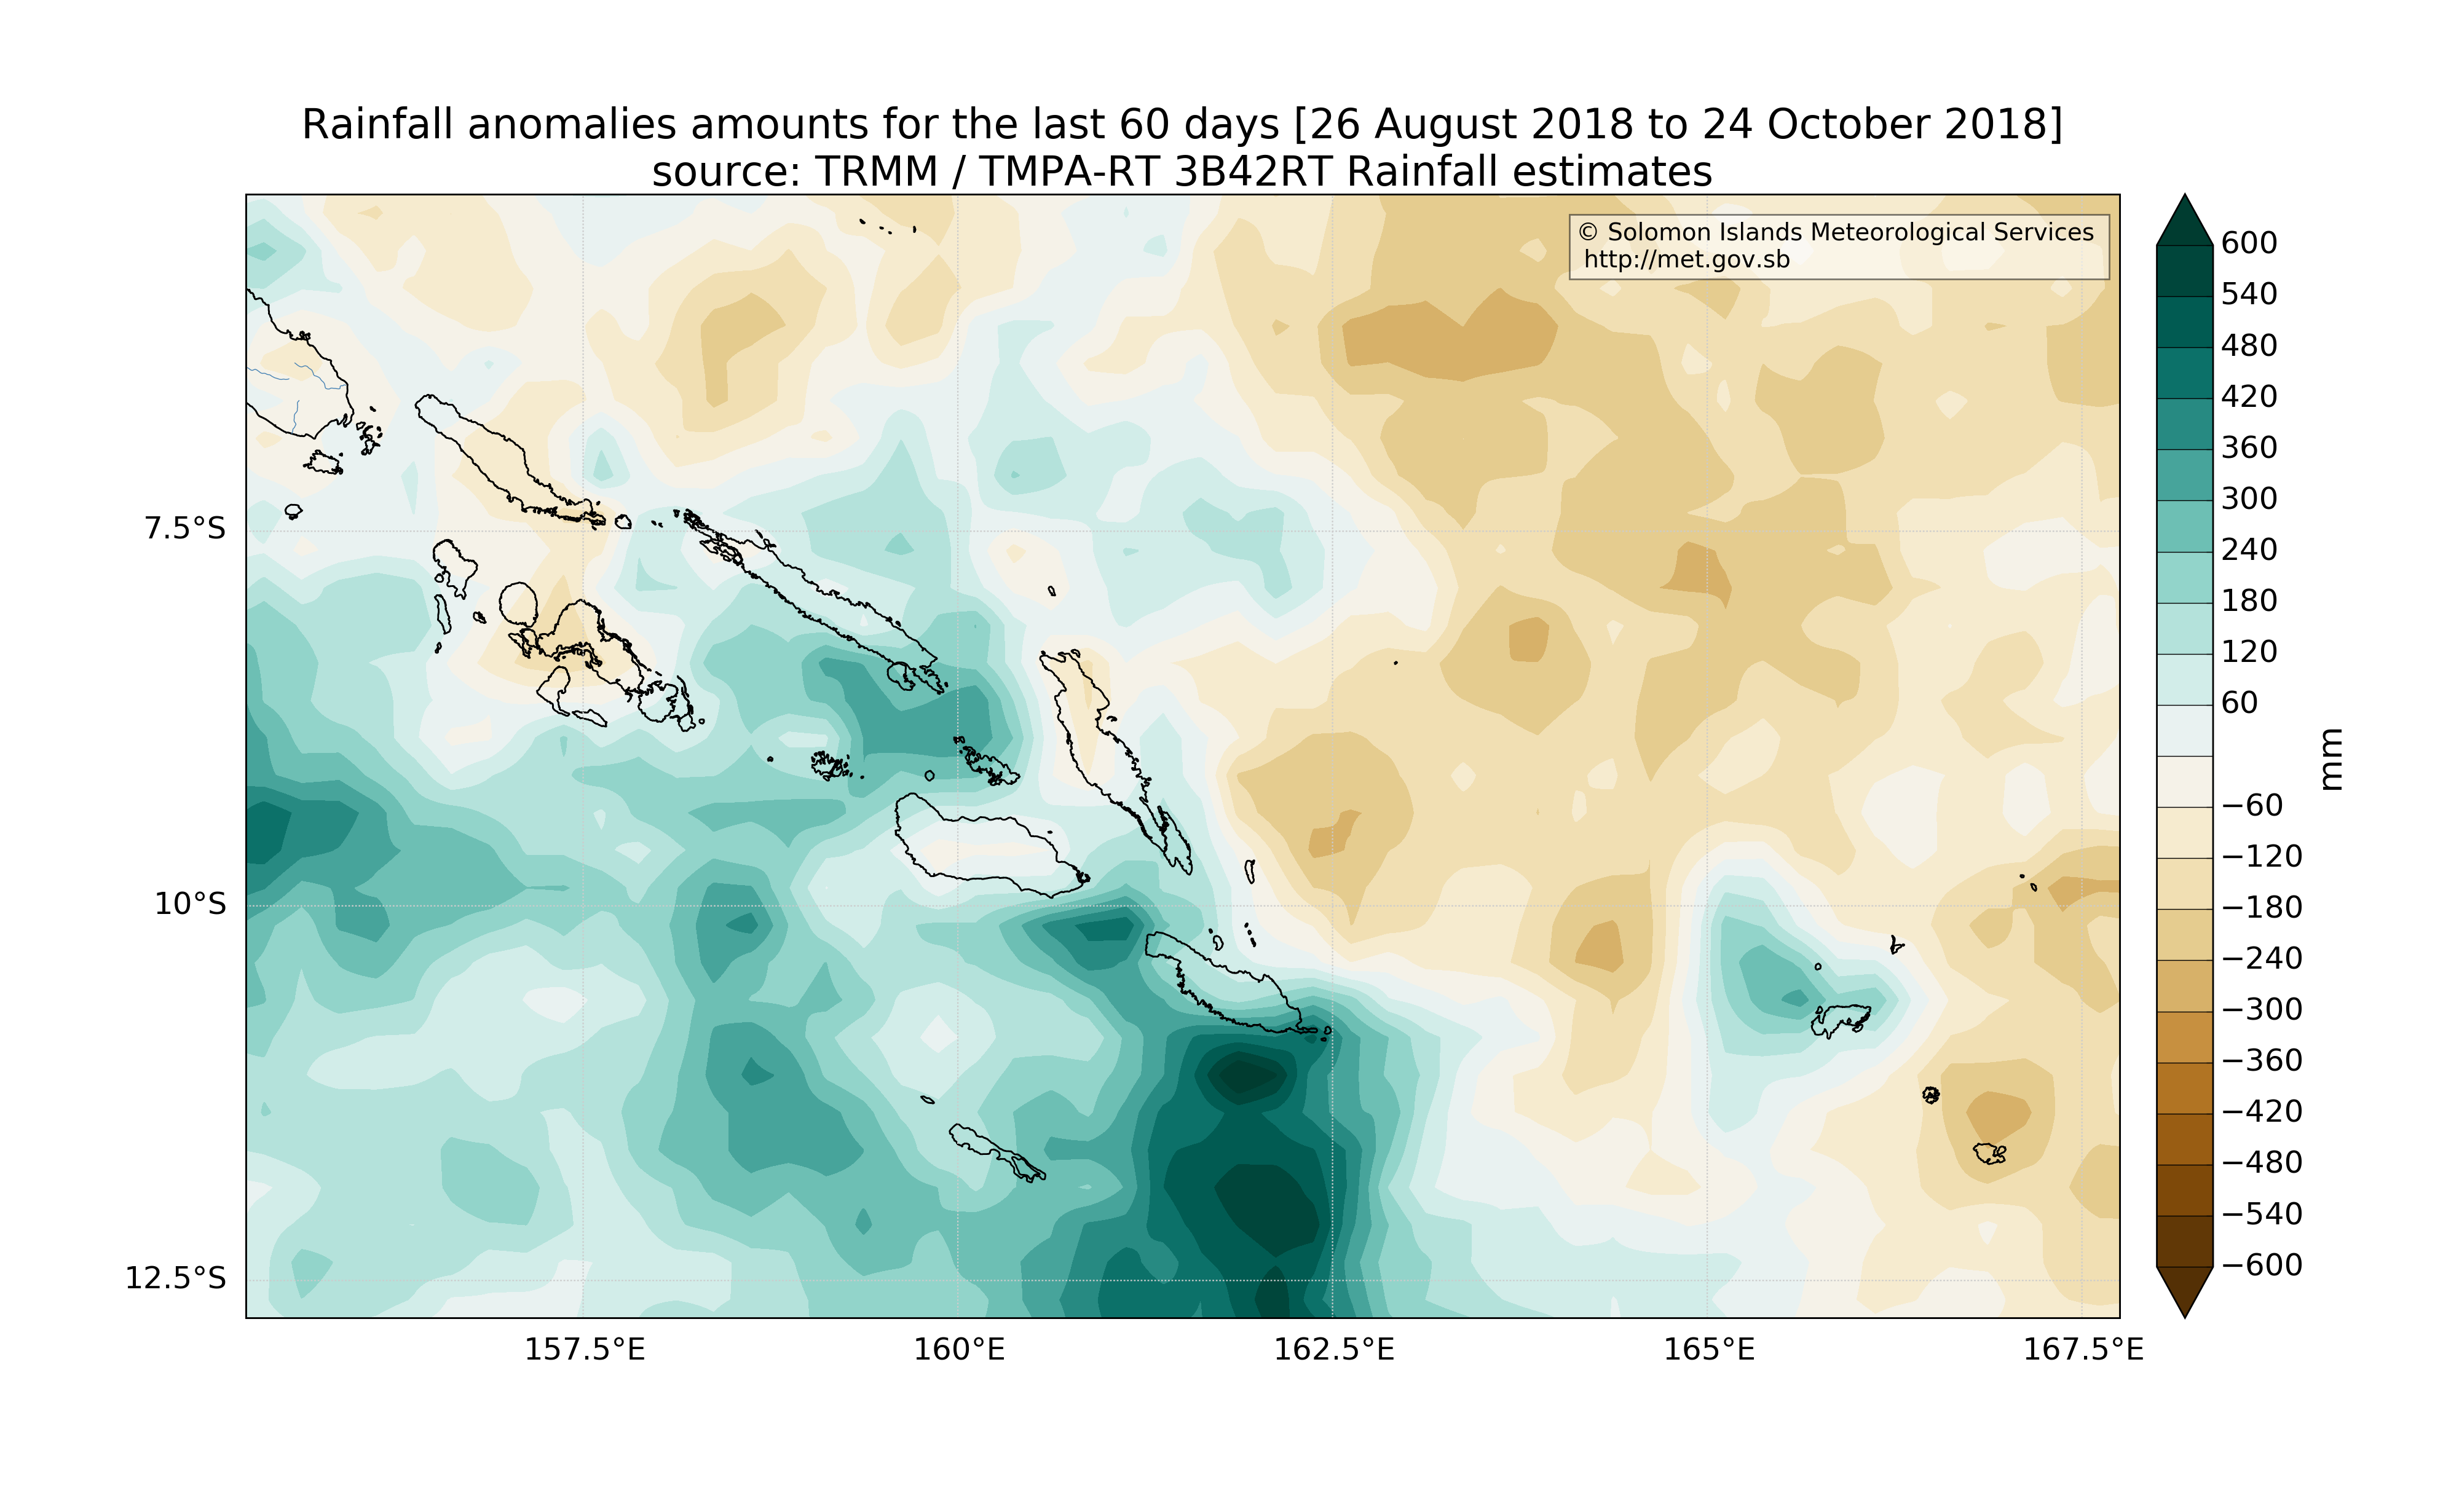 Rainfall anomalies amounts for the last 60 days [26 August 2018 to 24 October 2018]
source: TRMM / TMPA-RT 3B42RT Rainfall estimates
© Solomon Islands Meteorological Services
http://met.gov.sb
7.5°S
10°S
12.5°S
157.5°E
160°E
162.5°E
165°E
167.5°E
600
540
480
420
360
300
240
180
120
60
−60
−120
−180
−240
−300
−360
−420
−480
−540
−600
mm